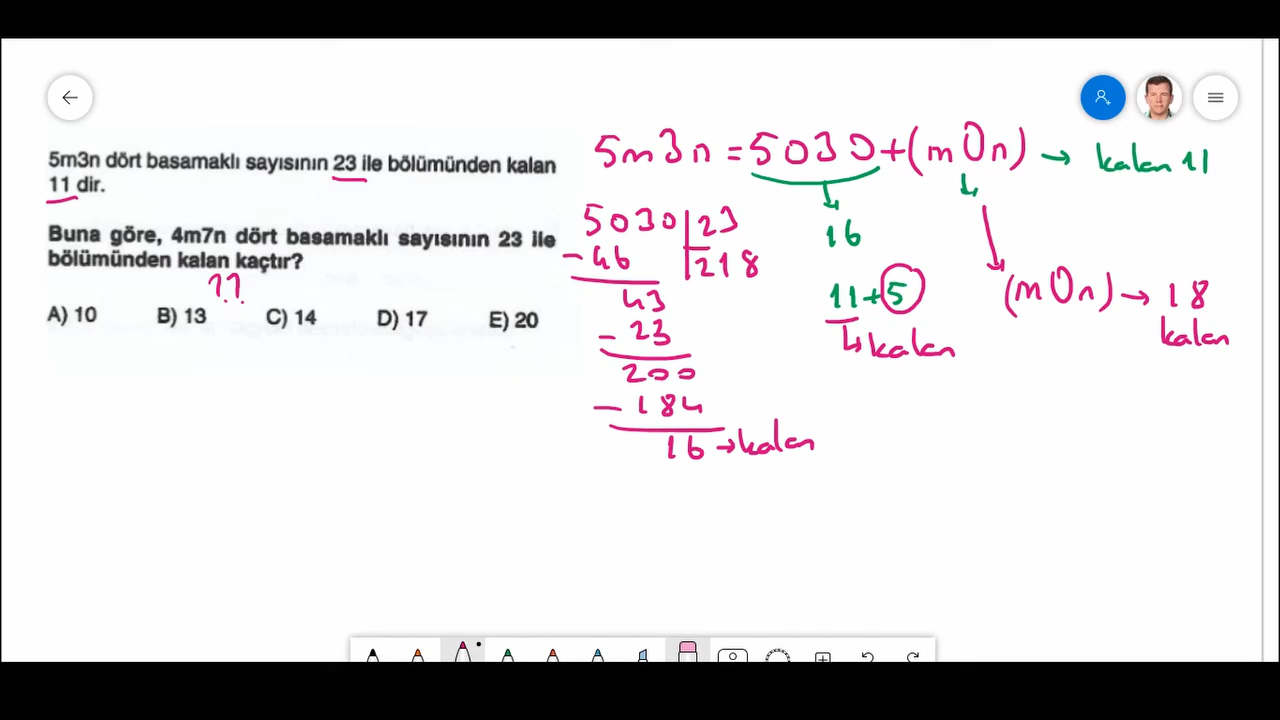 5m3n dört basamaklı sayısının 23 ile bölümünden kalan
11 dir.
Buna göre, 4m7n dört basamaklı sayısının 23 ile
bölümünden kalan kaçtır?
??
A) 10 B) 13 C) 14 D) 17 E) 20
5m3n = 5030 + (m0n) → kalan 11
16
5030 23
- 46 218
43
- 23
200
- 184
16 → kalan
11 + 5
↳ kalan
(m0n) → 18
kalan